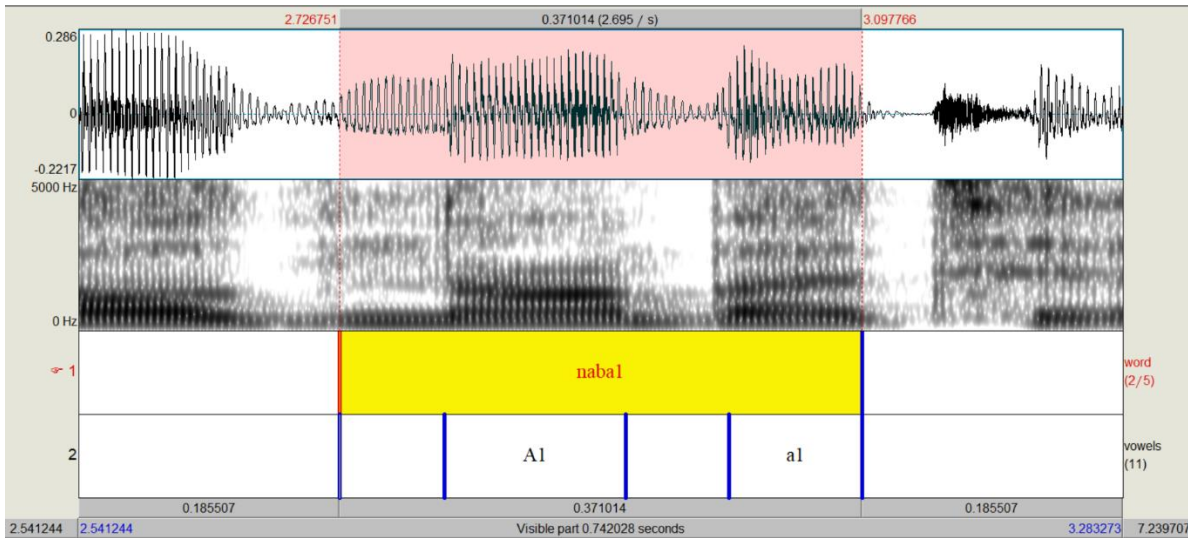 2.726751 0.371014 (2.695 / s) 3.097766
0.286
0
-0.2217
5000 Hz
0 Hz
1 naba1 word (2/5)
2 A1 a1 vowels (11)
0.185507 0.371014 0.185507
2.541244 2.541244 Visible part 0.742028 seconds 3.283273 7.239707